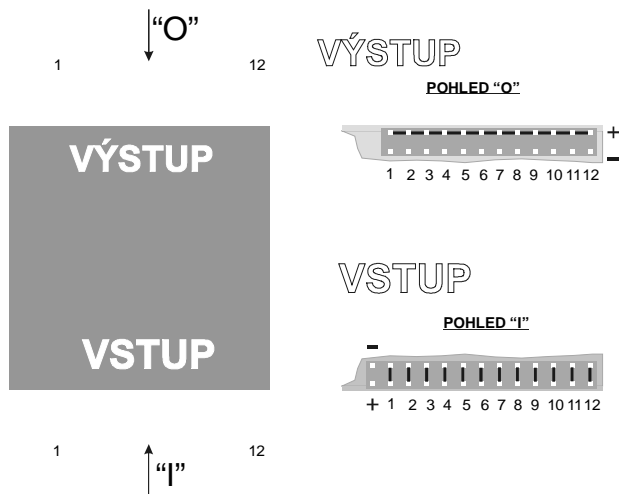 “O”
1 12
VÝSTUP
VSTUP
1 12
“I”
VÝSTUP
POHLED “O”
+
-
1 2 3 4 5 6 7 8 9 10 11 12
VSTUP
POHLED “I”
-
+ 1 2 3 4 5 6 7 8 9 10 11 12